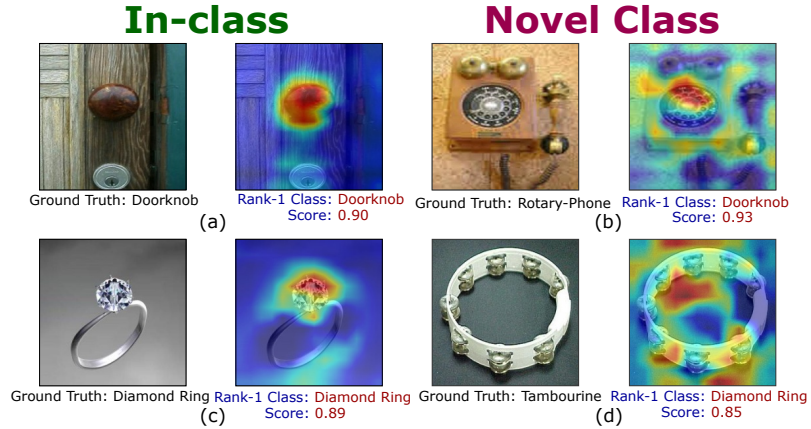 In-class
Novel Class
Ground Truth: Doorknob
Rank-1 Class: Doorknob
Score: 0.90
(a)
Ground Truth: Rotary-Phone
Rank-1 Class: Doorknob
Score: 0.93
(b)
Ground Truth: Diamond Ring
Rank-1 Class: Diamond Ring
Score: 0.89
(c)
Ground Truth: Tambourine
Rank-1 Class: Diamond Ring
Score: 0.85
(d)